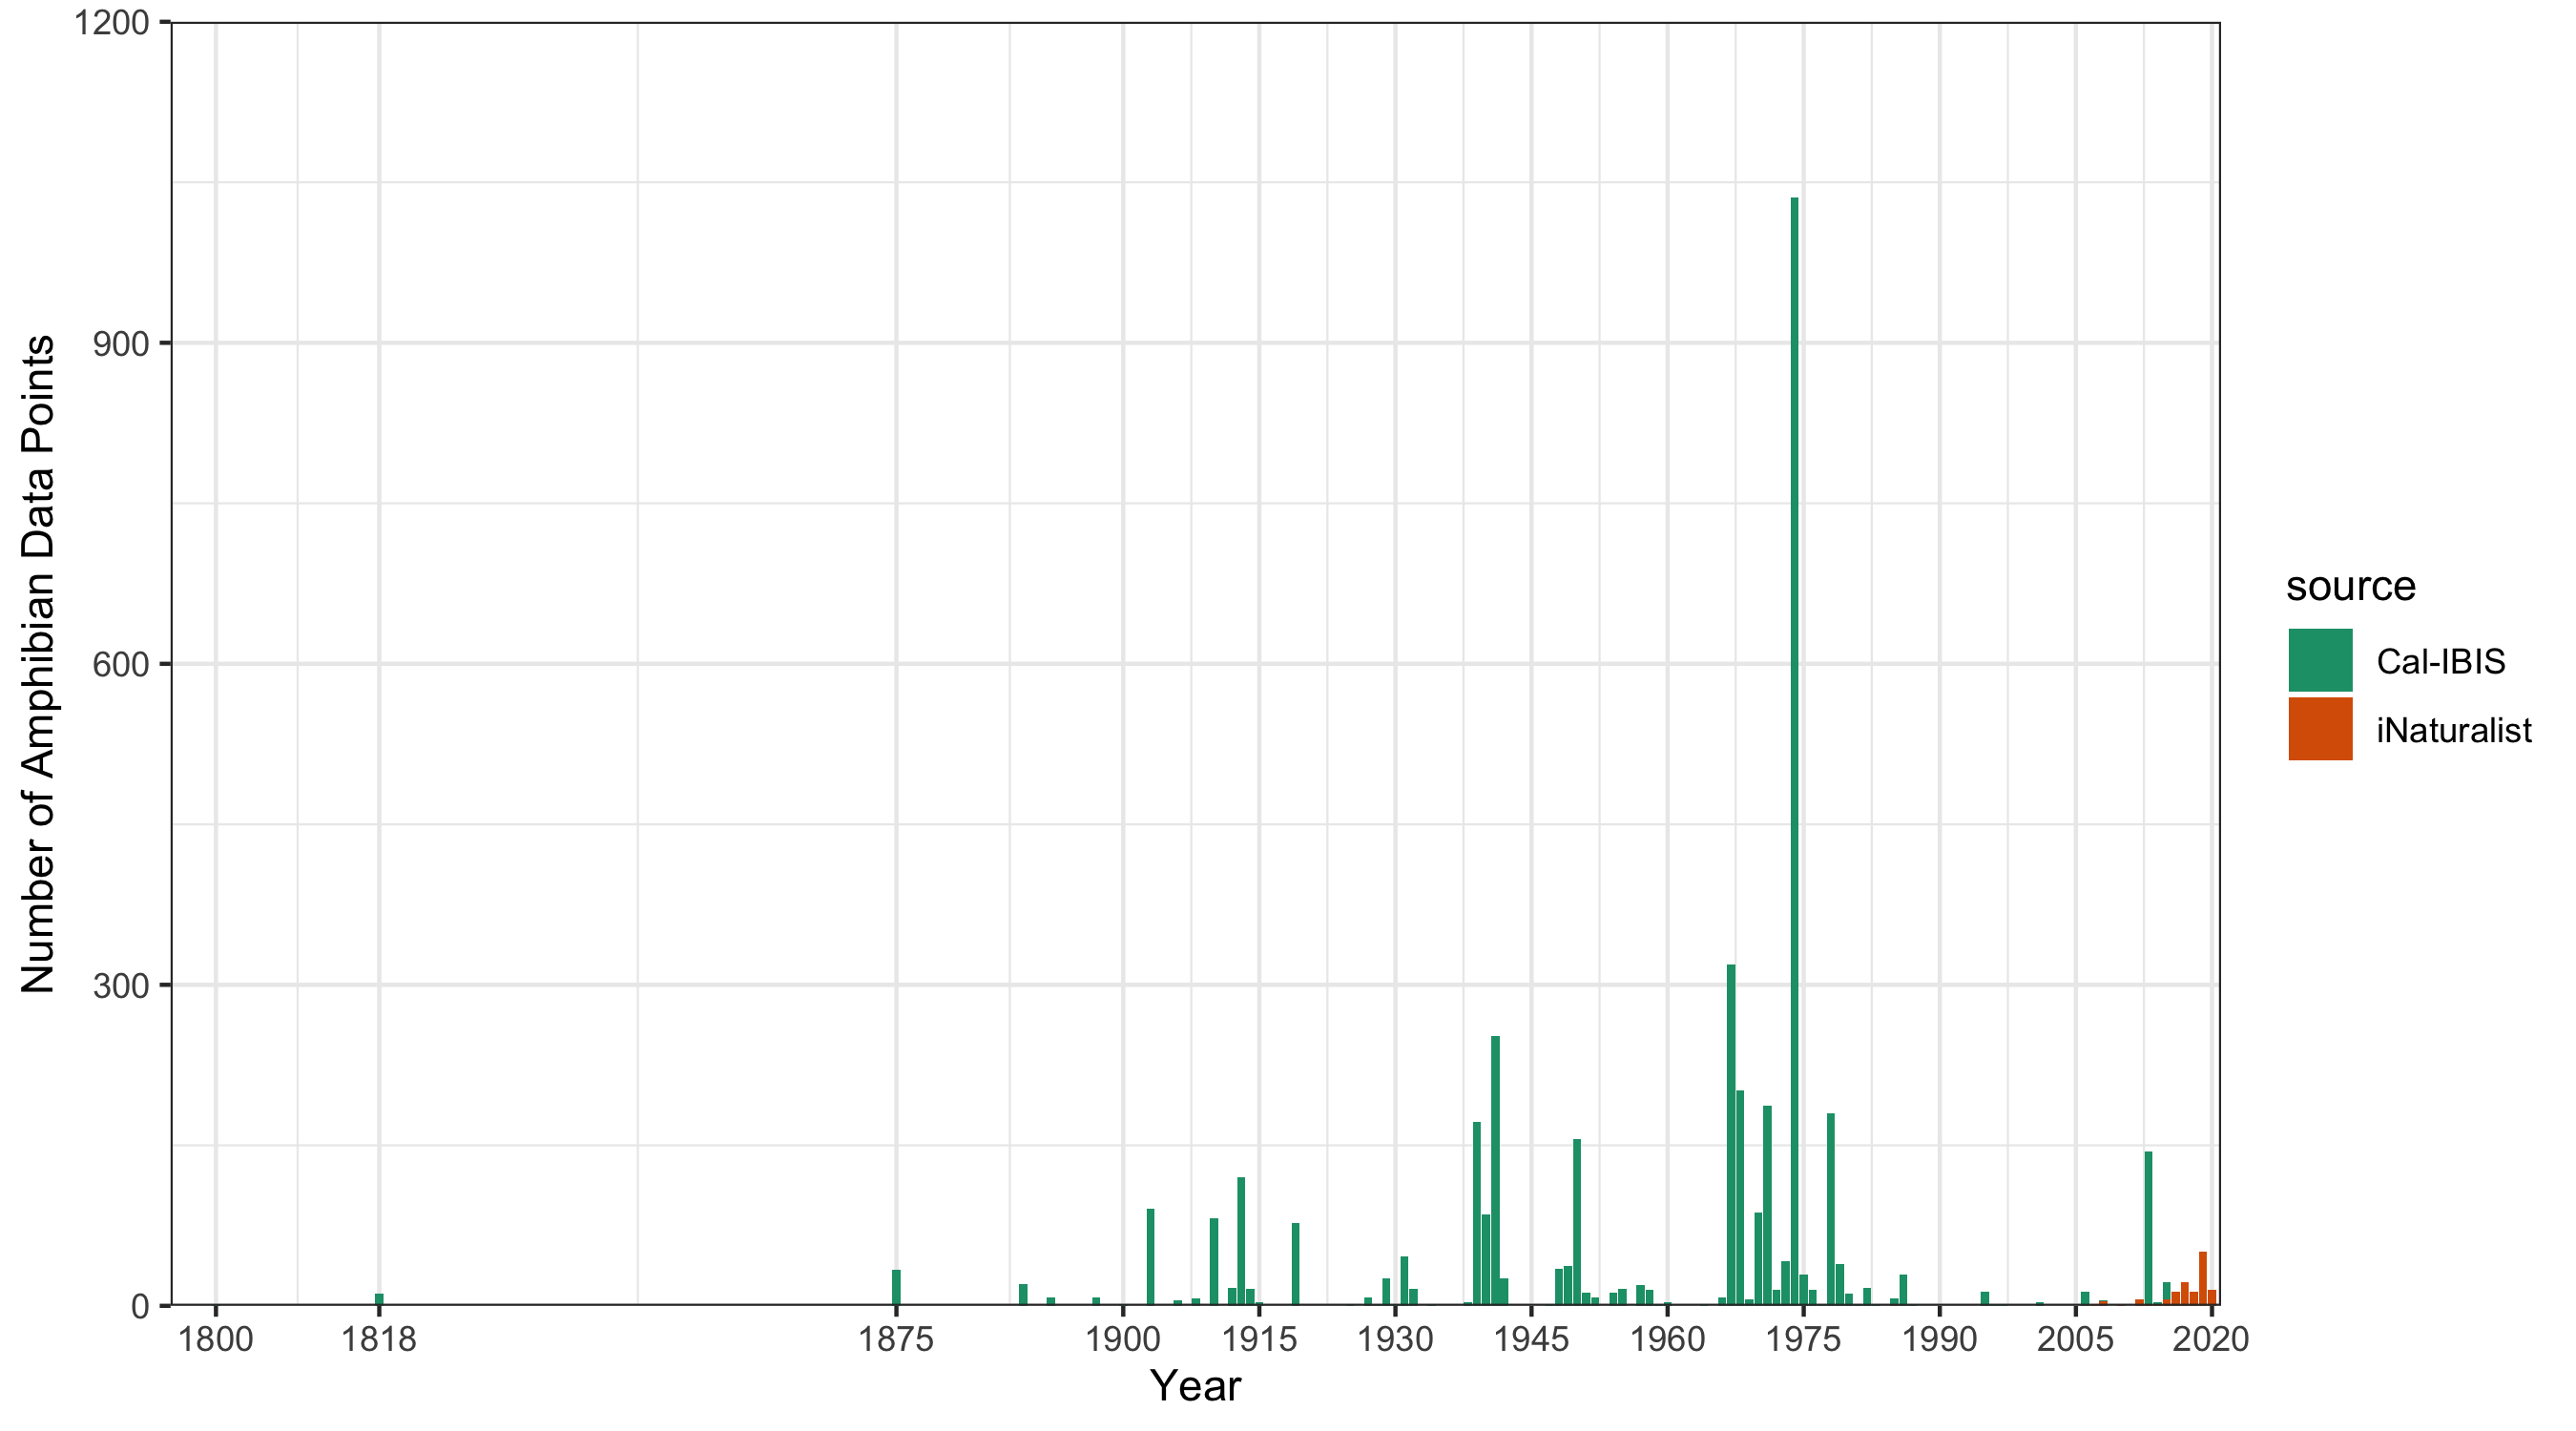 1200
900
600
300
0
Number of Amphibian Data Points
1800 1818 1875 1900 1915 1930 1945 1960 1975 1990 2005 2020
Year
source
Cal-IBIS
iNaturalist